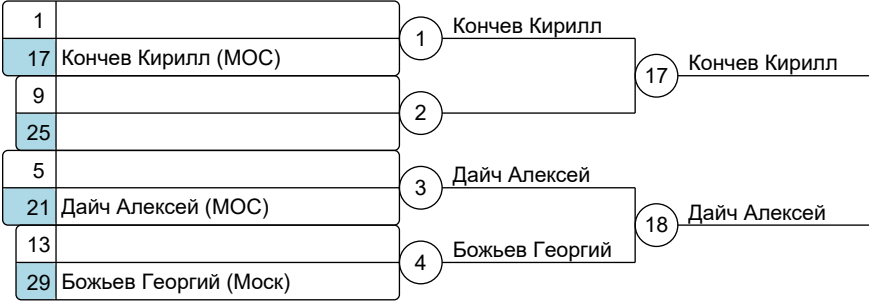 1
17 Кончев Кирилл (МОС)
9
25
5
21 Дайч Алексей (МОС)
13
29 Божьев Георгий (Моск)
1 Кончев Кирилл
2
3 Дайч Алексей
4 Божьев Георгий
17 Кончев Кирилл
18 Дайч Алексей